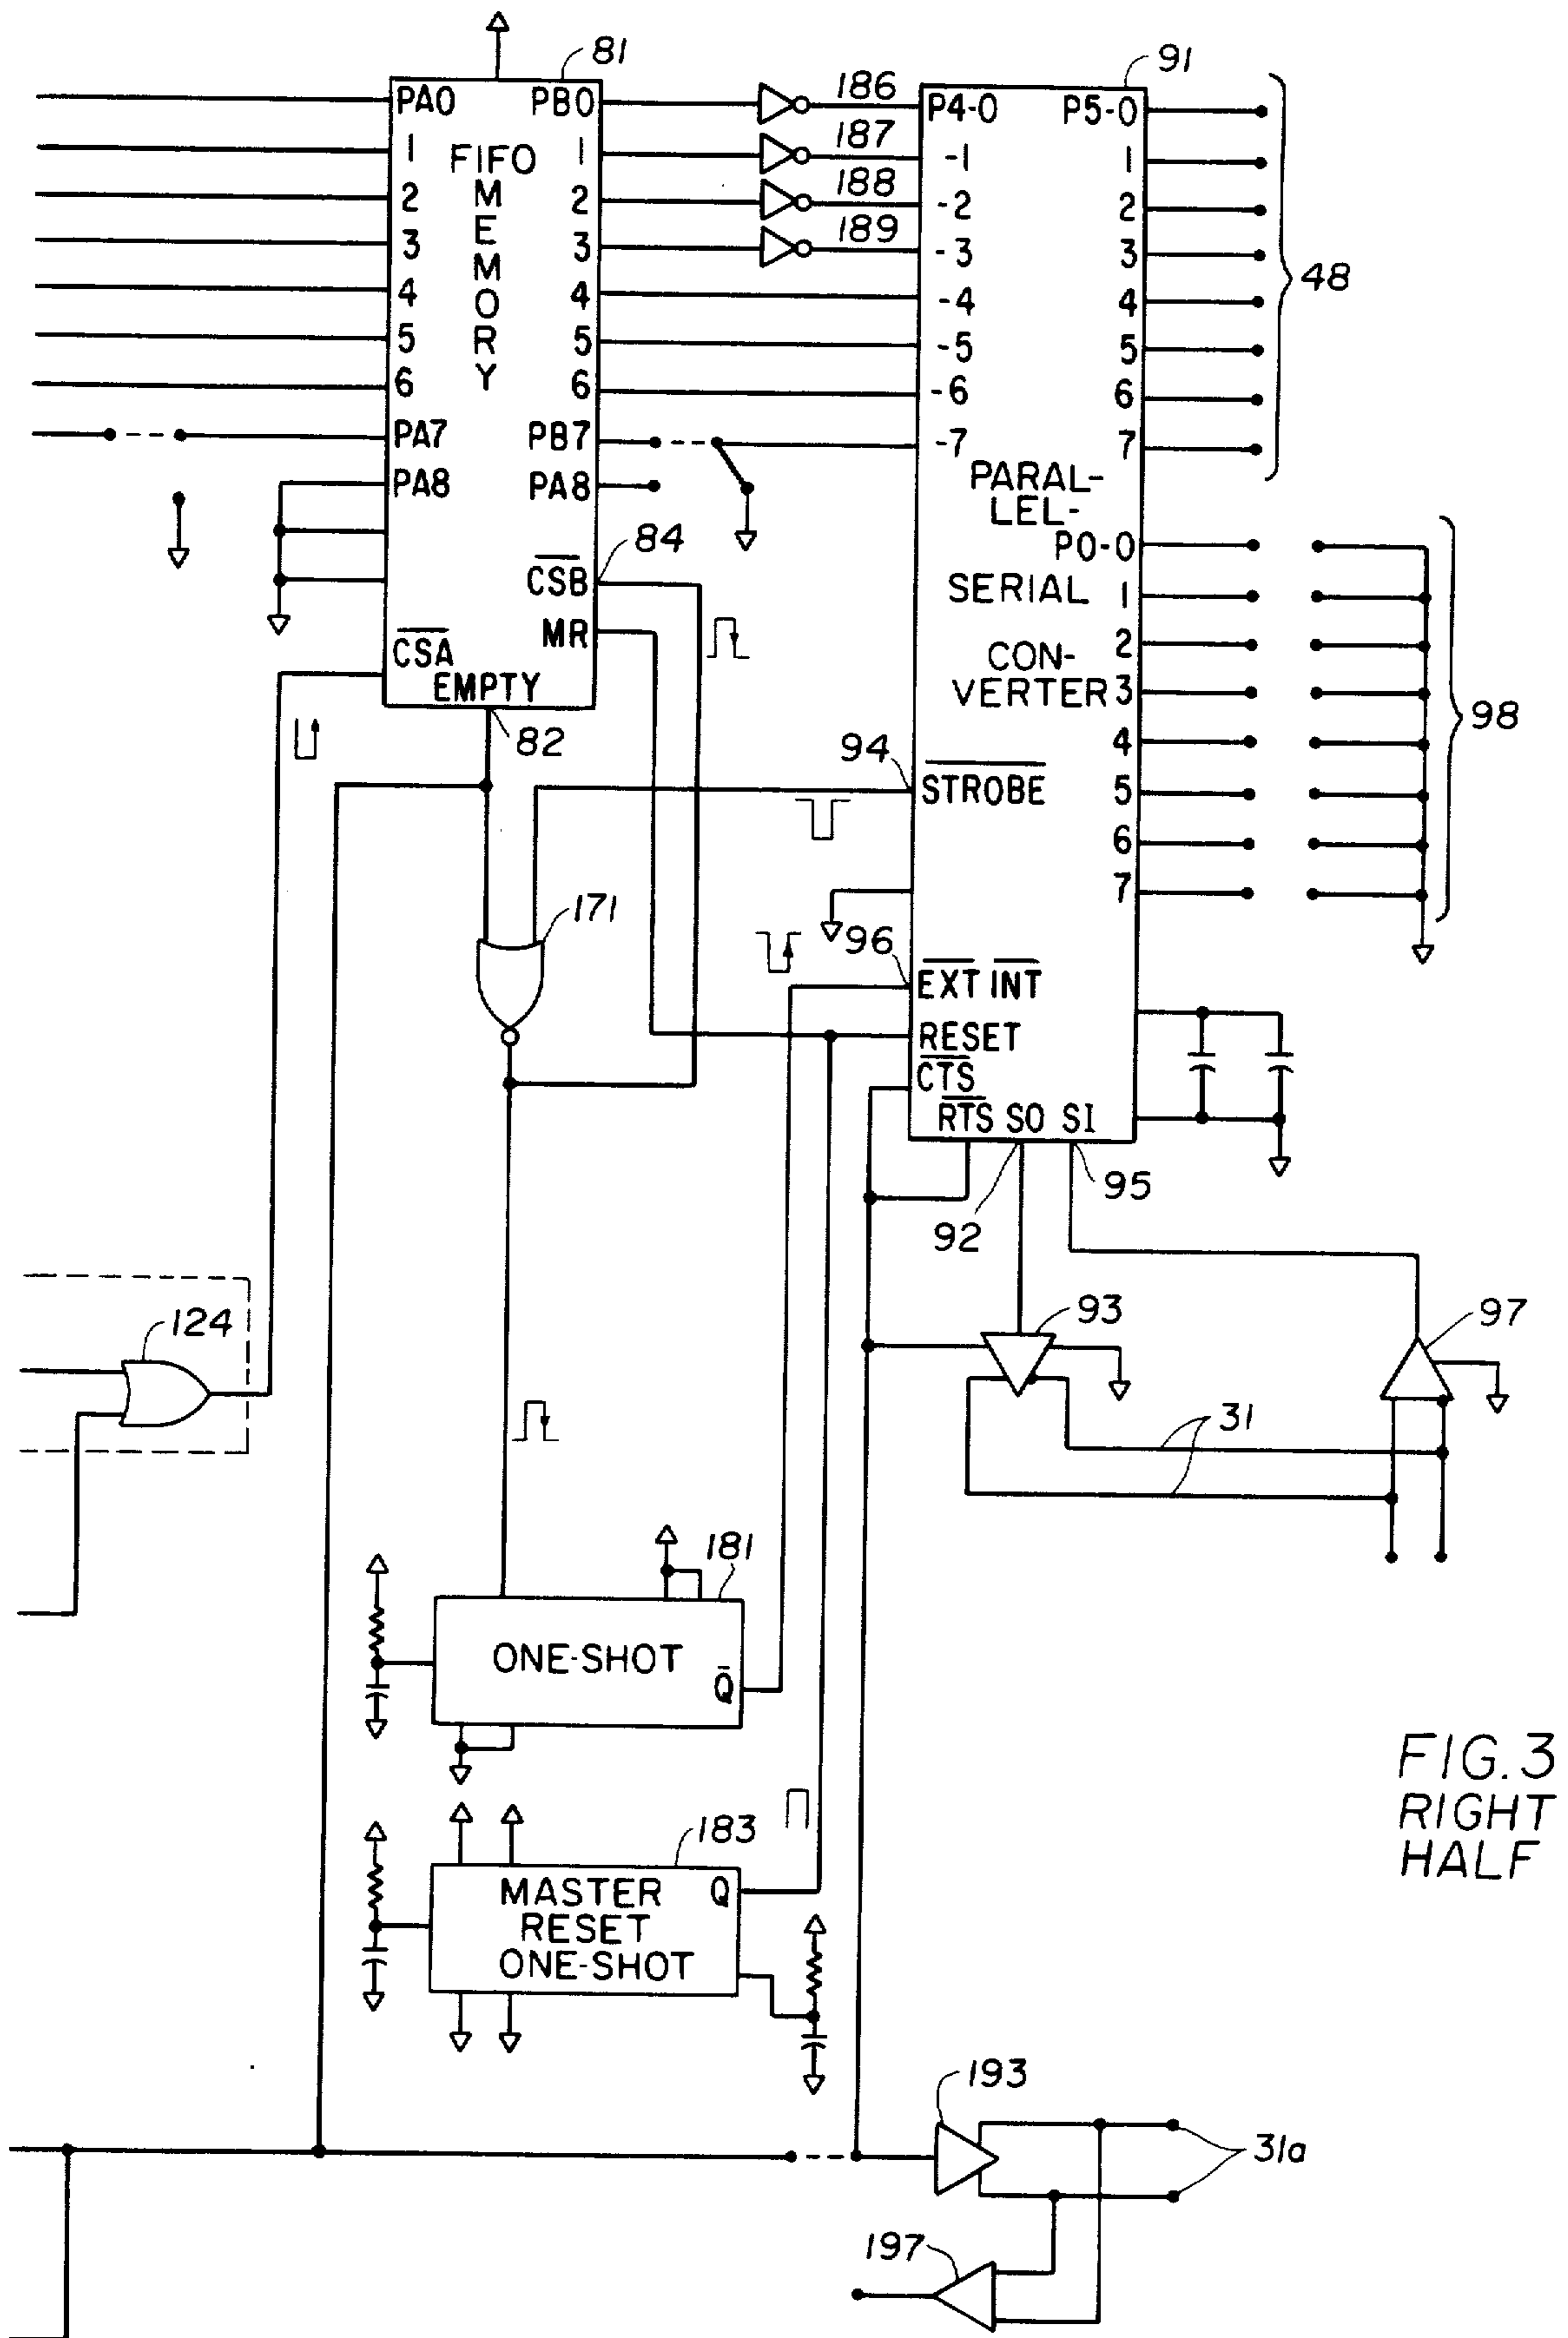 81
91
PA0 PB0 186 P4-0 P5-0
1 FIFO 1 187 -1 1
2 M 2 188 -2 2
E
3 3 189 -3 3
M
4 O 4 -4 4 48
5 R 5 -5 5
6 Y 6 -6 6
PA7 PB7 -7 7
PA8 PA8 PARAL-
LEL-
84 P0-0
CSB SERIAL 1
MR 2
CSA CON-
EMPTY VERTER 3 98
82 94 4
STROBE 5
6
7
171
96
EXT INT
RESET
CTS
RTS SO SI
95
92
124 93 97
31
181
ONE-SHOT
Q̄
183
MASTER Q
RESET
ONE-SHOT
FIG.3
RIGHT
HALF
193
31a
197